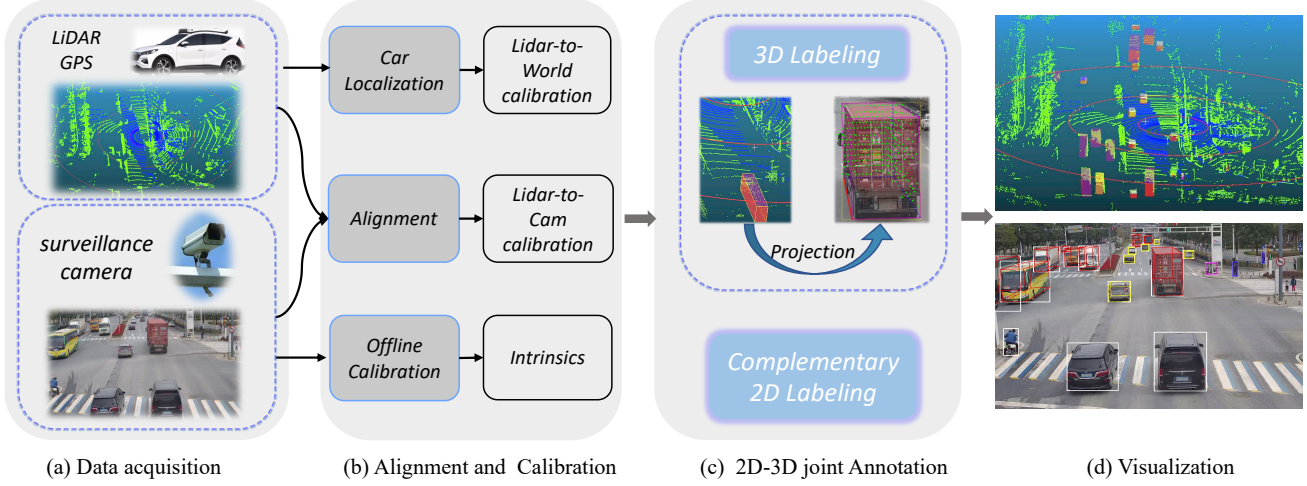 LiDAR
GPS
surveillance
camera
(a) Data acquisition
Car
Localization
Lidar-to-
World
calibration
Alignment
Lidar-to-
Cam
calibration
Offline
Calibration
Intrinsics
(b) Alignment and Calibration
3D Labeling
Projection
Complementary
2D Labeling
(c) 2D-3D joint Annotation
(d) Visualization